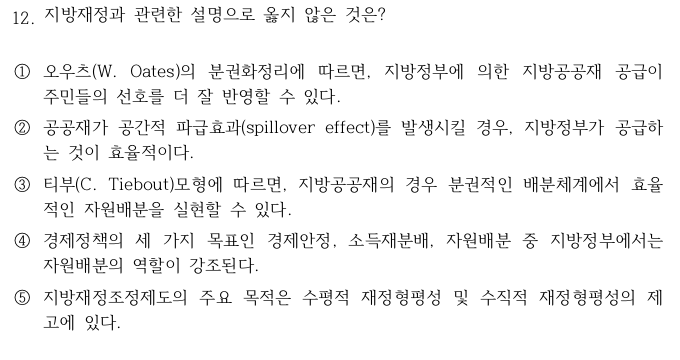 12. 지방재정과 관련한 설명으로 옳지 않은 것은?
① 오우츠(W. Oates)의 분권화정리에 따르면, 지방정부에 의한 지방공공재 공급이
주민들의 선호를 더 잘 반영할 수 있다.
② 공공재가 공간적 파급효과(spillover effect)를 발생시킬 경우, 지방정부가 공급하
는 것이 효율적이다.
③ 티부(C. Tiebout)모형에 따르면, 지방공공재의 경우 분권적인 배분체계에서 효율
적인 자원배분을 실현할 수 있다.
④ 경제정책의 세 가지 목표인 경제안정, 소득재분배, 자원배분 중 지방정부에서는
자원배분의 역할이 강조된다.
⑤ 지방재정조정제도의 주요 목적은 수평적 재정형평성 및 수직적 재정형평성의 제
고에 있다.